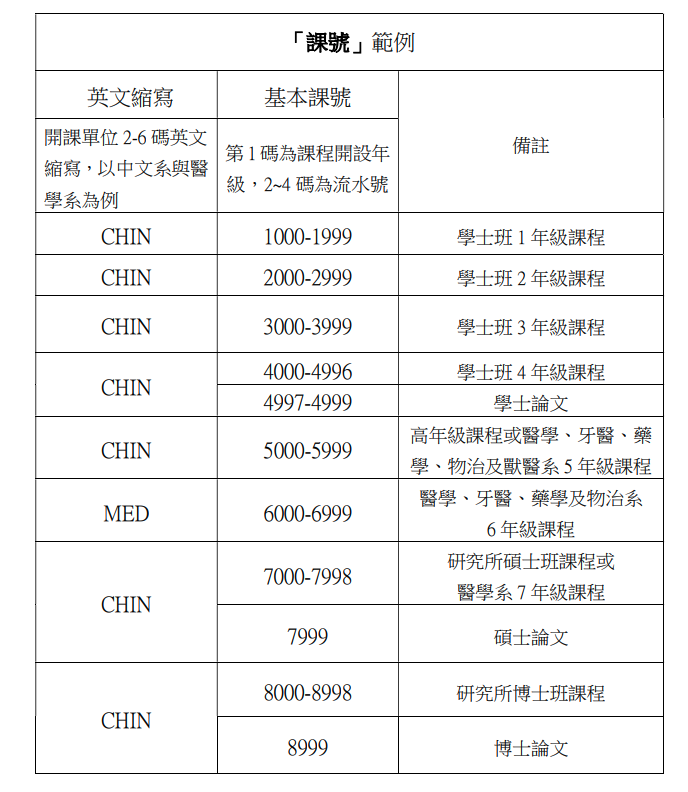 「課號」範例
英文縮寫
基本課號
備註
開課單位 2-6 碼英文
縮寫，以中文系與醫
學系為例
第 1 碼為課程開設年
級，2~4 碼為流水號
CHIN
1000-1999
學士班 1 年級課程
CHIN
2000-2999
學士班 2 年級課程
CHIN
3000-3999
學士班 3 年級課程
CHIN
4000-4996
學士班 4 年級課程
4997-4999
學士論文
CHIN
5000-5999
高年級課程或醫學、牙醫、藥
學、物治及獸醫系 5 年級課程
MED
6000-6999
醫學、牙醫、藥學及物治系
6 年級課程
CHIN
7000-7998
研究所碩士班課程或
醫學系 7 年級課程
7999
碩士論文
CHIN
8000-8998
研究所博士班課程
8999
博士論文